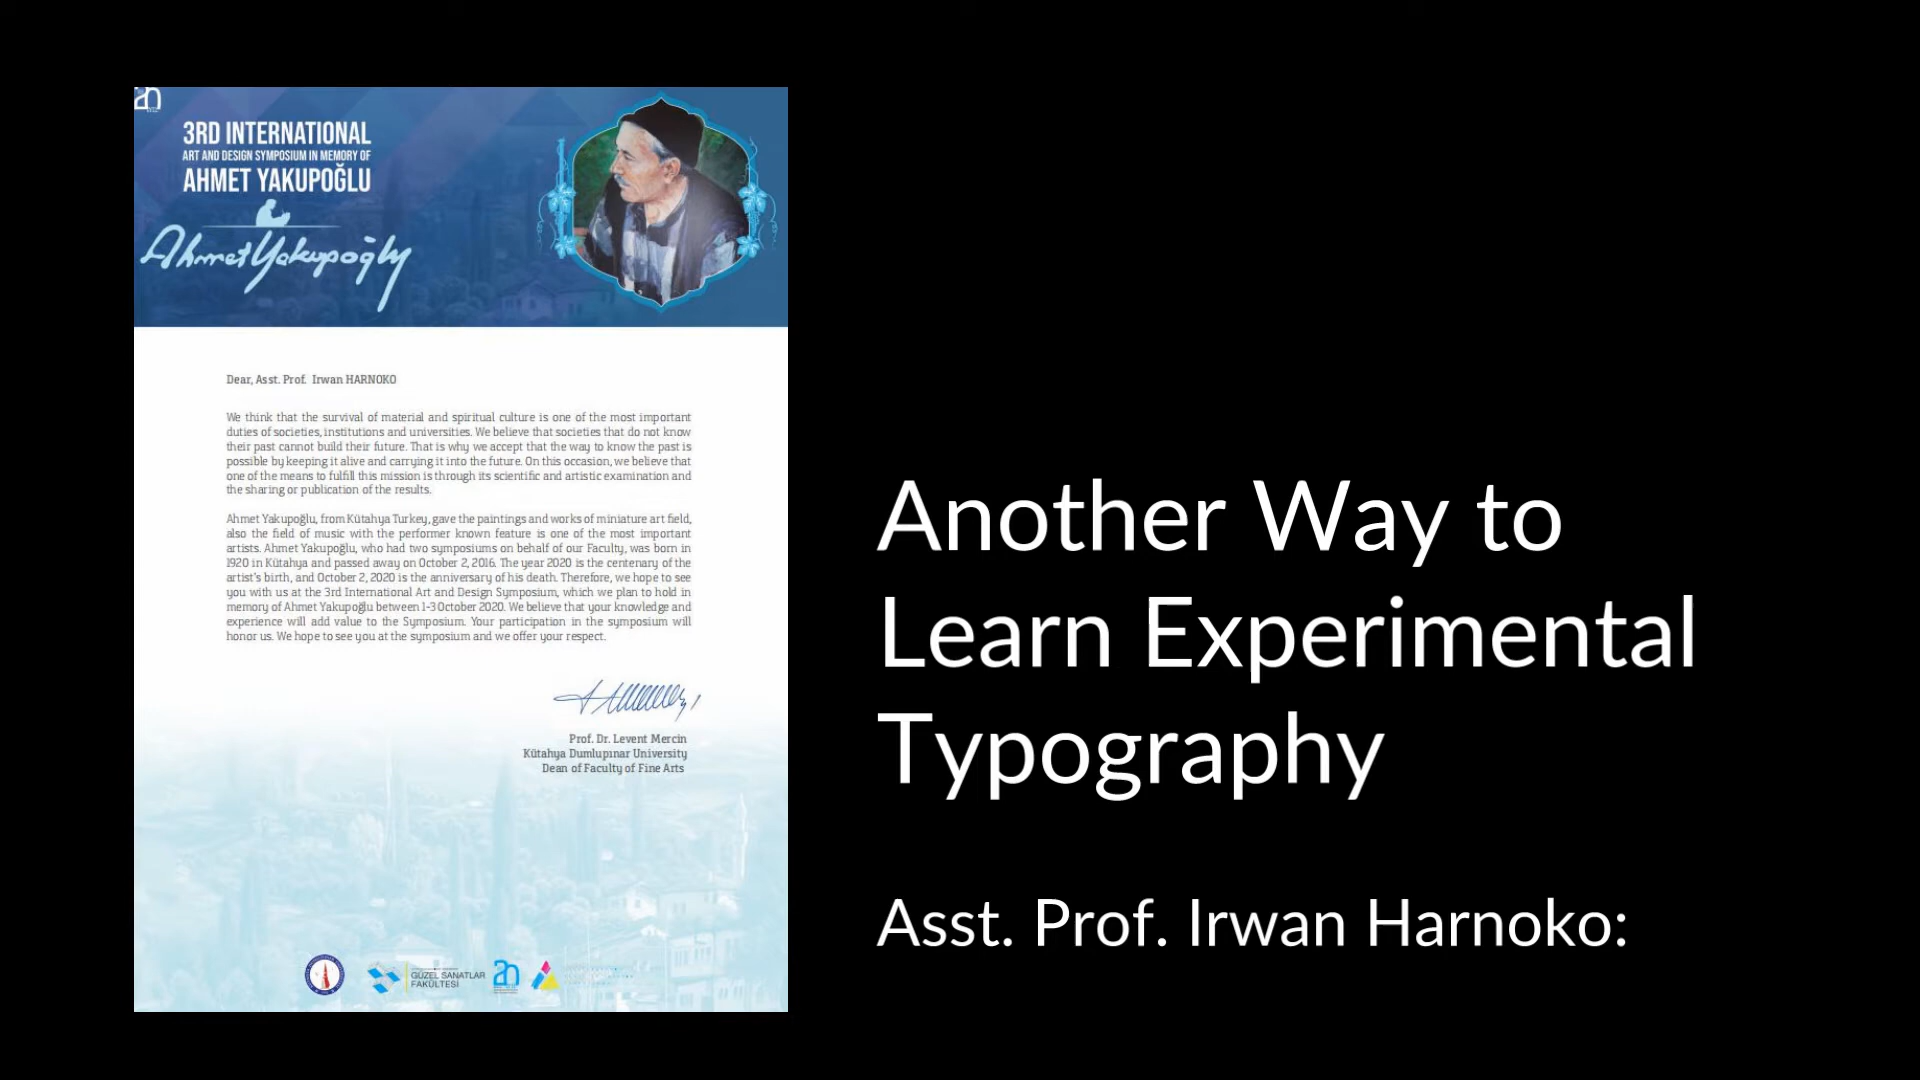 3RD INTERNATIONAL
ART AND DESIGN SYMPOSIUM IN MEMORY OF
AHMET YAKUPOĞLU
Ahmet Yakupoğlu
Dear, Asst. Prof. Irwan HARNOKO
We think that the survival of material and spiritual culture is one of the most important
duties of societies, institutions and universities. We believe that societies that do not know
their past cannot build their future. That is why we accept that the way to know the past is
possible by keeping it alive and carrying it into the future. On this occasion, we believe that
one of the means to fulfill this mission is through its scientific and artistic examination and
the sharing or publication of the results.
Ahmet Yakupoğlu, from Kütahya Turkey, gave the paintings and works of miniature art field,
also the field of music with the performer known feature is one of the most important
artists. Ahmet Yakupoğlu, who had two symposiums on behalf of our Faculty, was born in
1920 in Kütahya and passed away on October 2, 2016. The year 2020 is the centenary of the
artist's birth, and October 2, 2020 is the anniversary of his death. Therefore, we hope to see
you with us at the 3rd International Art and Design Symposium, which we plan to hold in
memory of Ahmet Yakupoğlu between 1-3 October 2020. We believe that your knowledge and
experience will add value to the Symposium. Your participation in the symposium will
honor us. We hope to see you at the symposium and we offer your respect.
Prof. Dr. Levent Mercin
Kütahya Dumlupınar University
Dean of Faculty of Fine Arts
GÜZEL SANATLAR
FAKÜLTESİ
Another Way to
Learn Experimental
Typography
Asst. Prof. Irwan Harnoko: